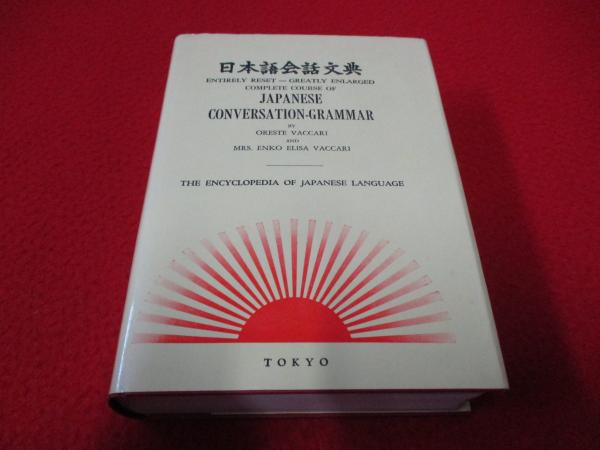 日本語会話文典
ENTIRELY RESET — GREATLY ENLARGED
COMPLETE COURSE OF
JAPANESE
CONVERSATION-GRAMMAR
BY
ORESTE VACCARI
AND
MRS. ENKO ELISA VACCARI
THE ENCYCLOPEDIA OF JAPANESE LANGUAGE
TOKYO